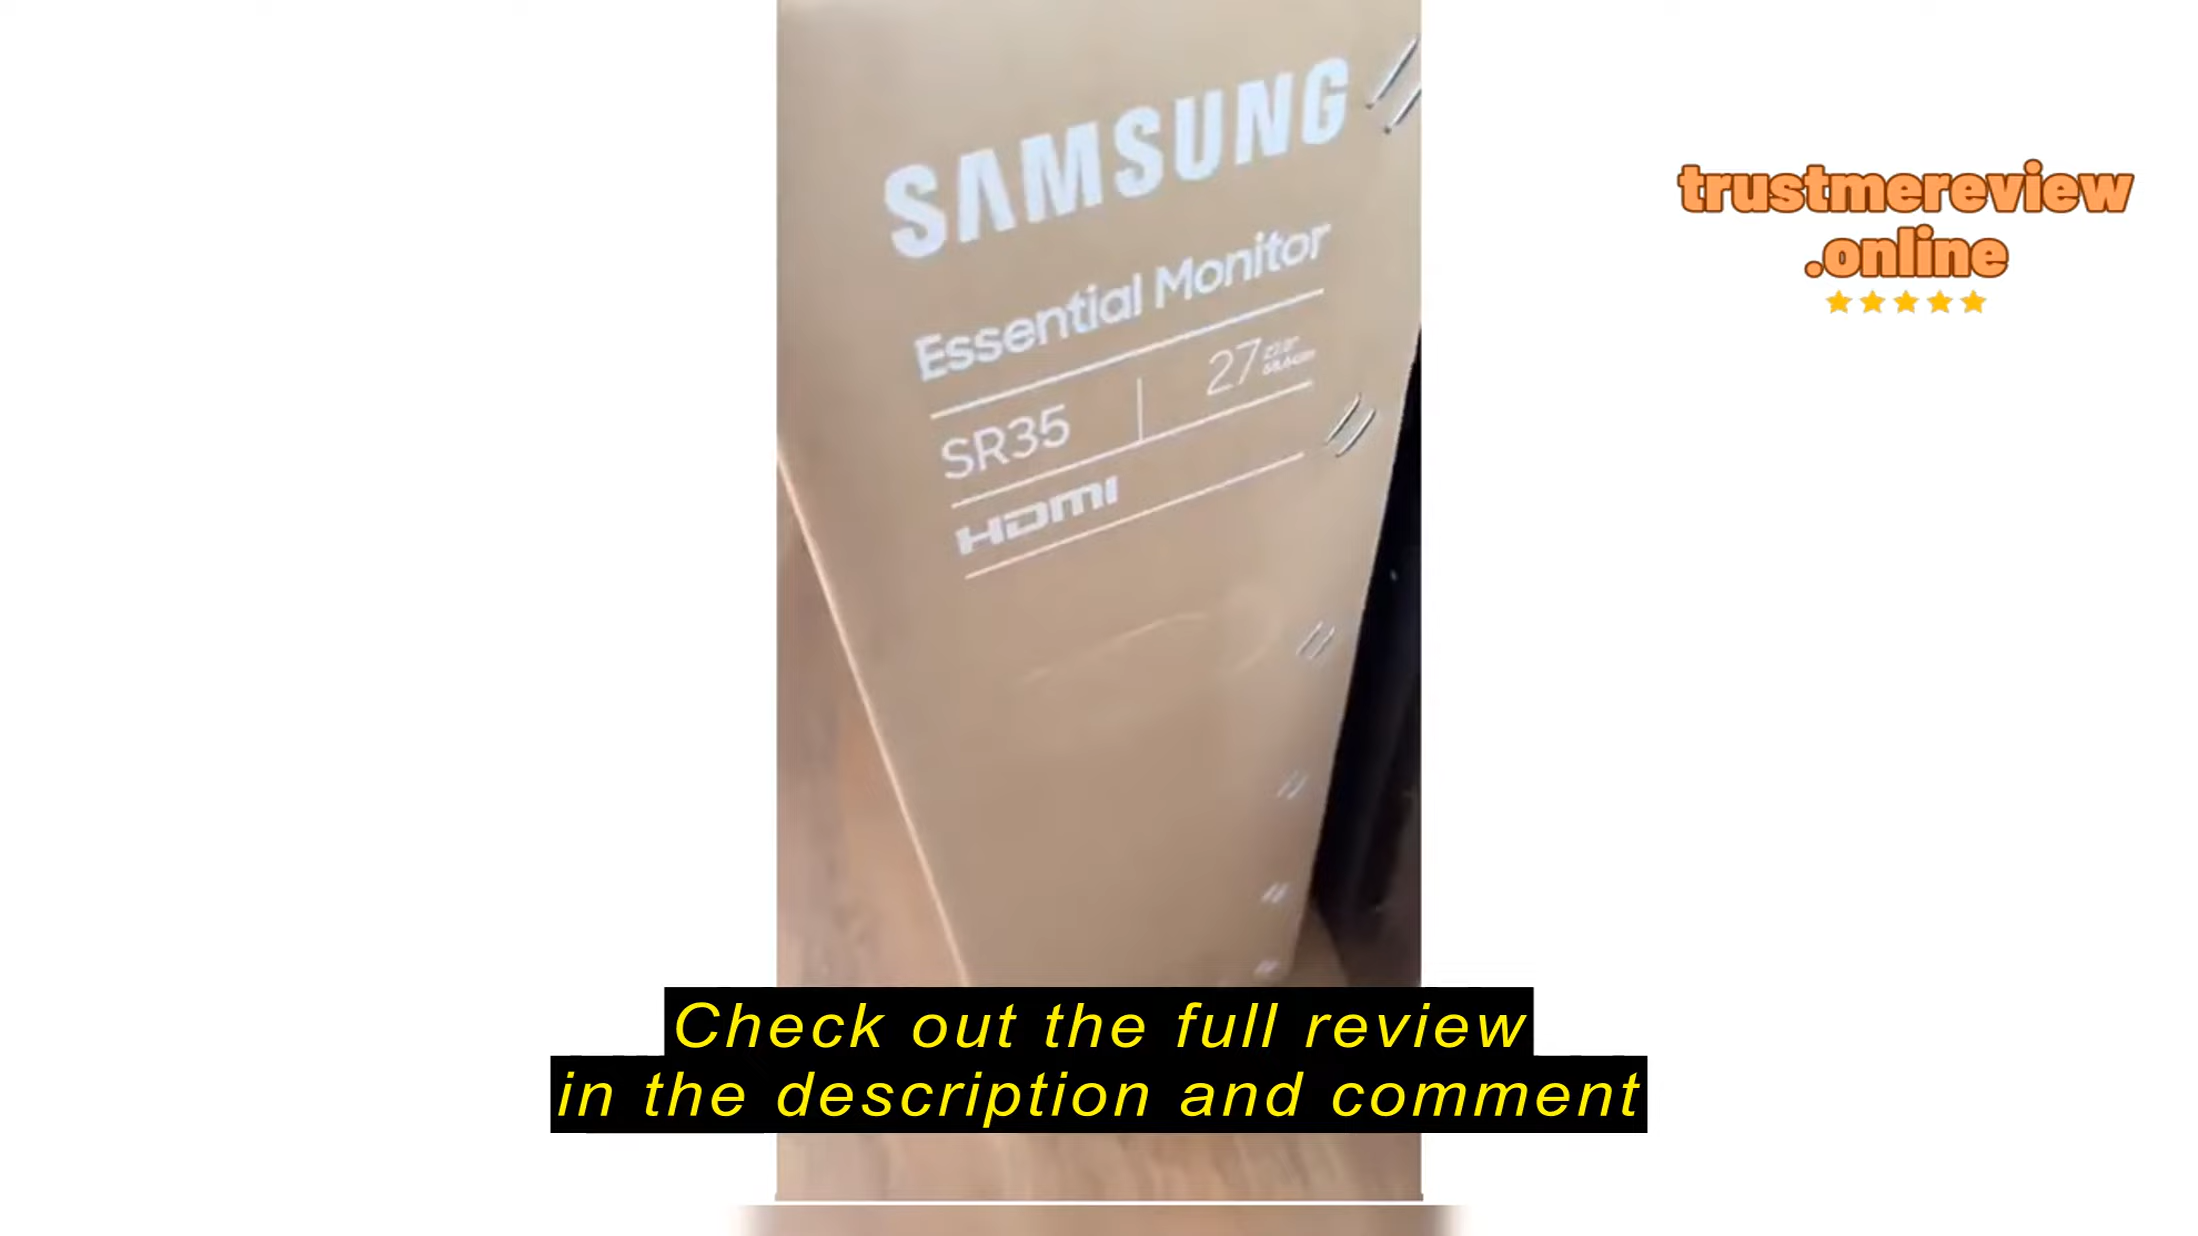 SAMSUNG
Essential Monitor
SR35
27
HDMI
trustmereview
.online
Check out the full review
in the description and comment